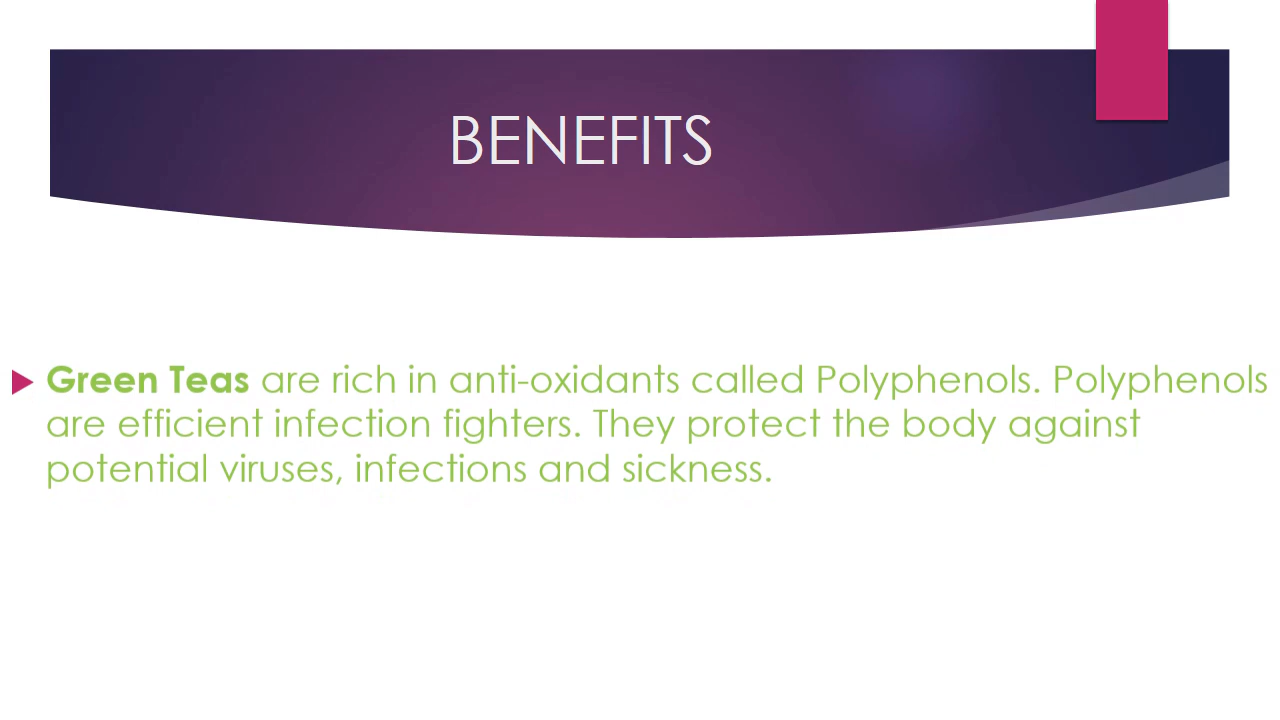 BENEFITS
Green Teas are rich in anti-oxidants called Polyphenols. Polyphenols
are efficient infection fighters. They protect the body against
potential viruses, infections and sickness.